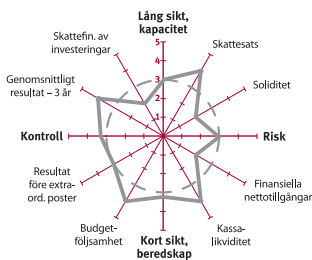 Lång sikt,
kapacitet
Skattefin. av
investeringar
Skattesats
Genomsnittligt
resultat – 3 år
Soliditet
5
4
3
2
1
0
Kontroll
Risk
Resultat
före extra-
ord. poster
Finansiella
nettotillgångar
Budget-
följsamhet
Kassa-
likviditet
Kort sikt,
beredskap